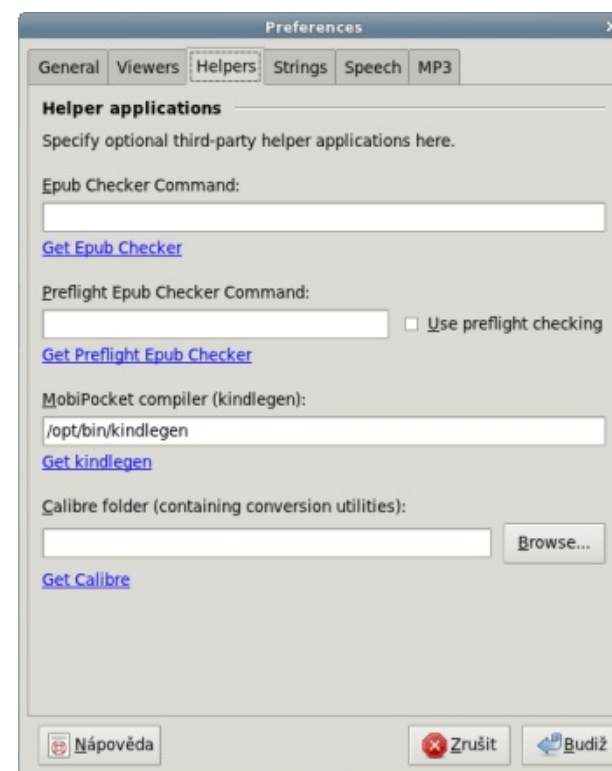 Preferences
General Viewers Helpers Strings Speech MP3
Helper applications
Specify optional third-party helper applications here.
Epub Checker Command:
Get Epub Checker
Preflight Epub Checker Command:
Use preflight checking
Get Preflight Epub Checker
MobiPocket compiler (kindlegen):
/opt/bin/kindlegen
Get kindlegen
Calibre folder (containing conversion utilities):
Browse...
Get Calibre
Nápověda Zrušit Budiž